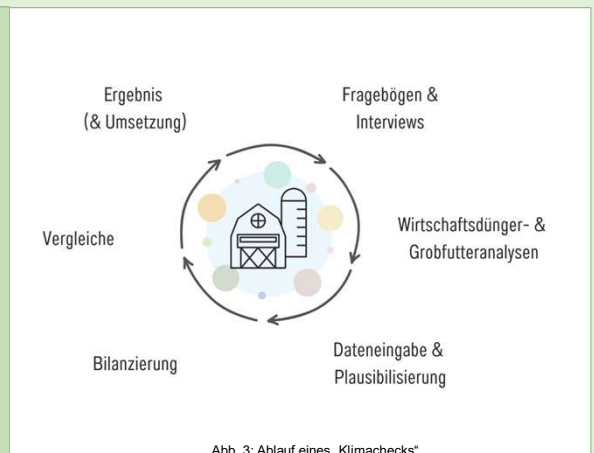 Ergebnis
(& Umsetzung)
Fragebögen &
Interviews
Wirtschaftsdünger- &
Grobfutteranalysen
Dateneingabe &
Plausibilisierung
Bilanzierung
Vergleiche
Abb. 3: Ablauf eines „Klimachecks“